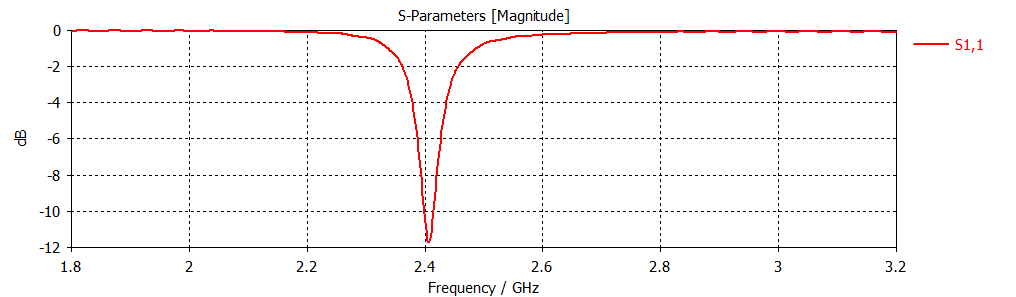 S-Parameters [Magnitude]
0
-2
-4
-6
-8
-10
-12
dB
1.8 2 2.2 2.4 2.6 2.8 3 3.2
Frequency / GHz
S1,1